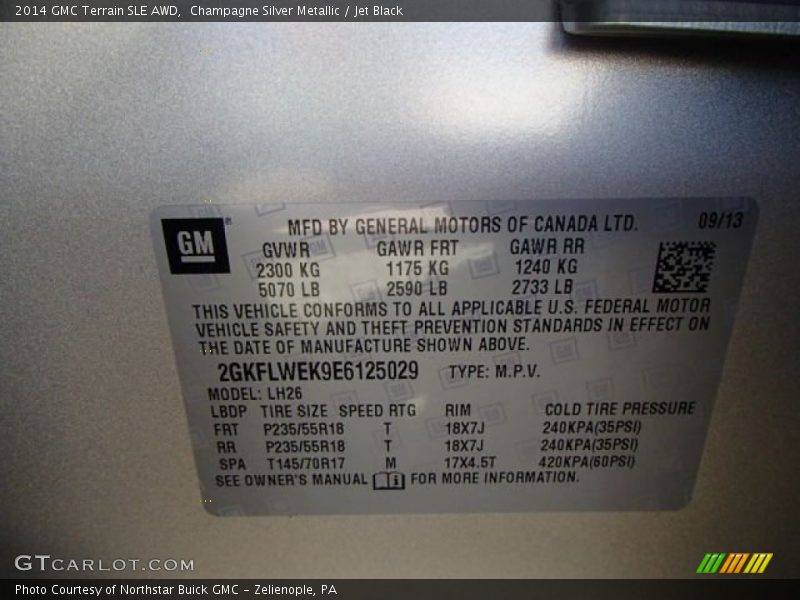 2014 GMC Terrain SLE AWD,  Champagne Silver Metallic / Jet Black
GM®
MFD BY GENERAL MOTORS OF CANADA LTD. 09/13
GVWR GAWR FRT GAWR RR
2300 KG 1175 KG 1240 KG
5070 LB 2590 LB 2733 LB
THIS VEHICLE CONFORMS TO ALL APPLICABLE U.S. FEDERAL MOTOR
VEHICLE SAFETY AND THEFT PREVENTION STANDARDS IN EFFECT ON
THE DATE OF MANUFACTURE SHOWN ABOVE.
2GKFLWEK9E6125029 TYPE: M.P.V.
MODEL: LH26
LBDP TIRE SIZE SPEED RTG RIM COLD TIRE PRESSURE
FRT P235/55R18 T 18X7J 240KPA(35PSI)
RR P235/55R18 T 18X7J 240KPA(35PSI)
SPA T145/70R17 M 17X4.5T 420KPA(60PSI)
SEE OWNER'S MANUAL i FOR MORE INFORMATION.
GTCARLOT.COM
Photo Courtesy of Northstar Buick GMC - Zelienople, PA